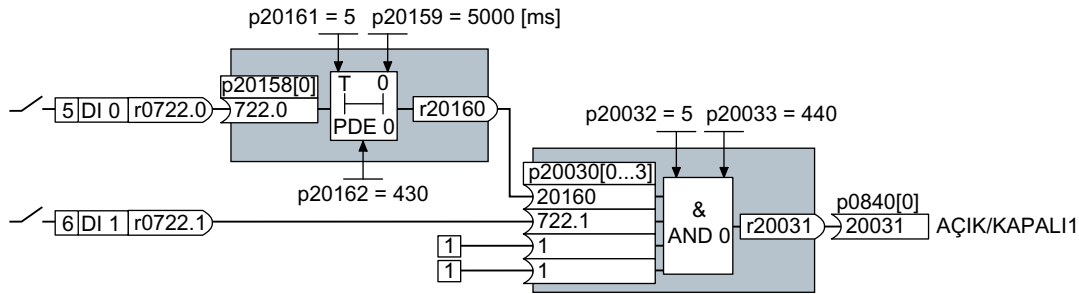 p20161 = 5 p20159 = 5000 [ms]
p20158[0]
T 0
5 DI 0 r0722.0 722.0 r20160
PDE 0
p20162 = 430
p20032 = 5 p20033 = 440
p20030[0...3]
20160
6 DI 1 r0722.1 722.1
&
AND 0
r20031
p0840[0]
20031 AÇIK/KAPALI1
1 1
1 1